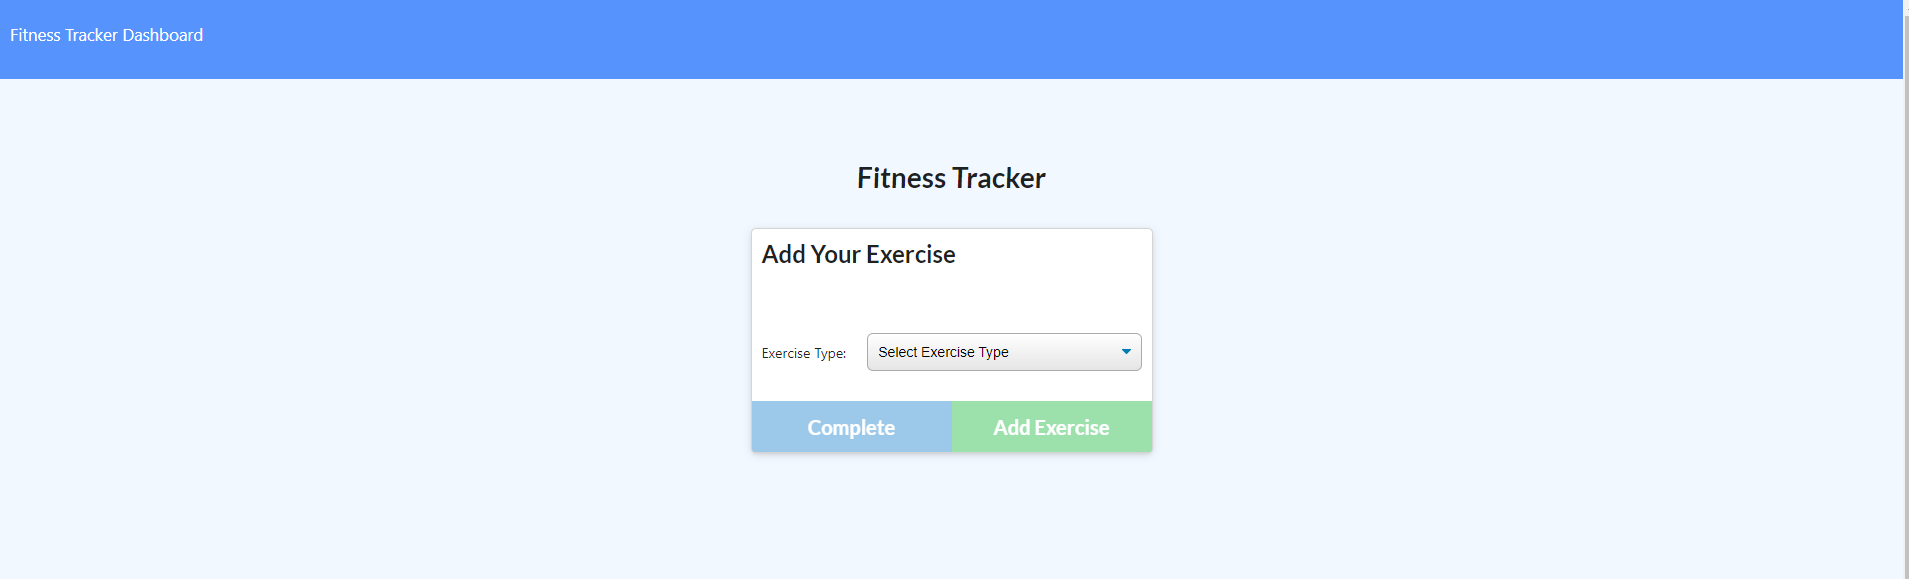 Fitness Tracker Dashboard
Fitness Tracker
Add Your Exercise
Exercise Type: Select Exercise Type
Complete Add Exercise